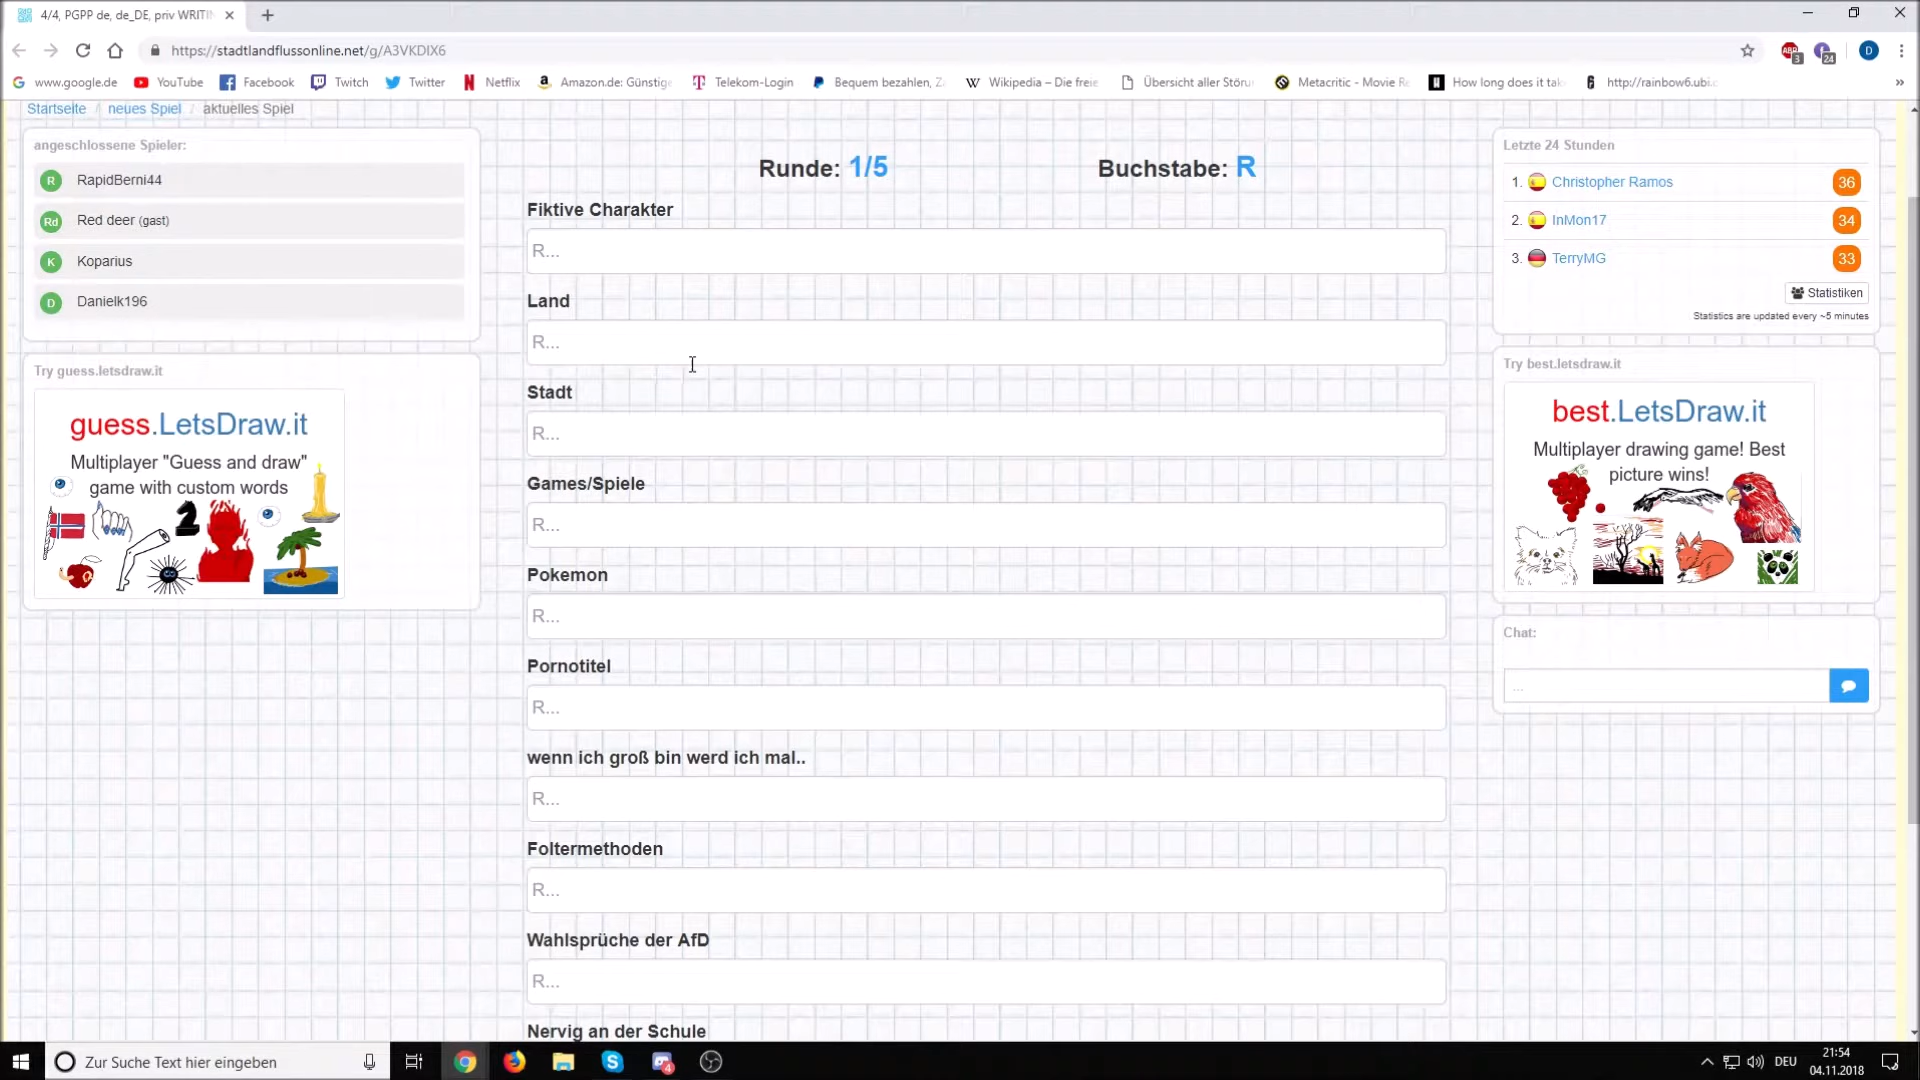 4/4, PGPP de, de_DE, priv WRITIN
https://stadtlandflussonline.net/g/A3VKDIX6
www.google.de YouTube Facebook Twitch Twitter Netflix Amazon.de: Günstige Telekom-Login Bequem bezahlen, Z Wikipedia – Die freie Übersicht aller Störu Metacritic - Movie Re How long does it take http://rainbow6.ubi.c »
Startseite / neues Spiel / aktuelles Spiel
angeschlossene Spieler:
R RapidBerni44
Rd Red deer (gast)
K Koparius
D Danielk196
Try guess.letsdraw.it
guess.LetsDraw.it
Multiplayer "Guess and draw"
game with custom words
Runde: 1/5 Buchstabe: R
Fiktive Charakter
R...
Land
R...
Stadt
R...
Games/Spiele
R...
Pokemon
R...
Pornotitel
R...
wenn ich groß bin werd ich mal..
R...
Foltermethoden
R...
Wahlsprüche der AfD
R...
Nervig an der Schule
Letzte 24 Stunden
1. Christopher Ramos 36
2. InMon17 34
3. TerryMG 33
Statistiken
Statistics are updated every ~5 minutes
Try best.letsdraw.it
best.LetsDraw.it
Multiplayer drawing game! Best
picture wins!
Chat:
...
Zur Suche Text hier eingeben
DEU
21:54
04.11.2018